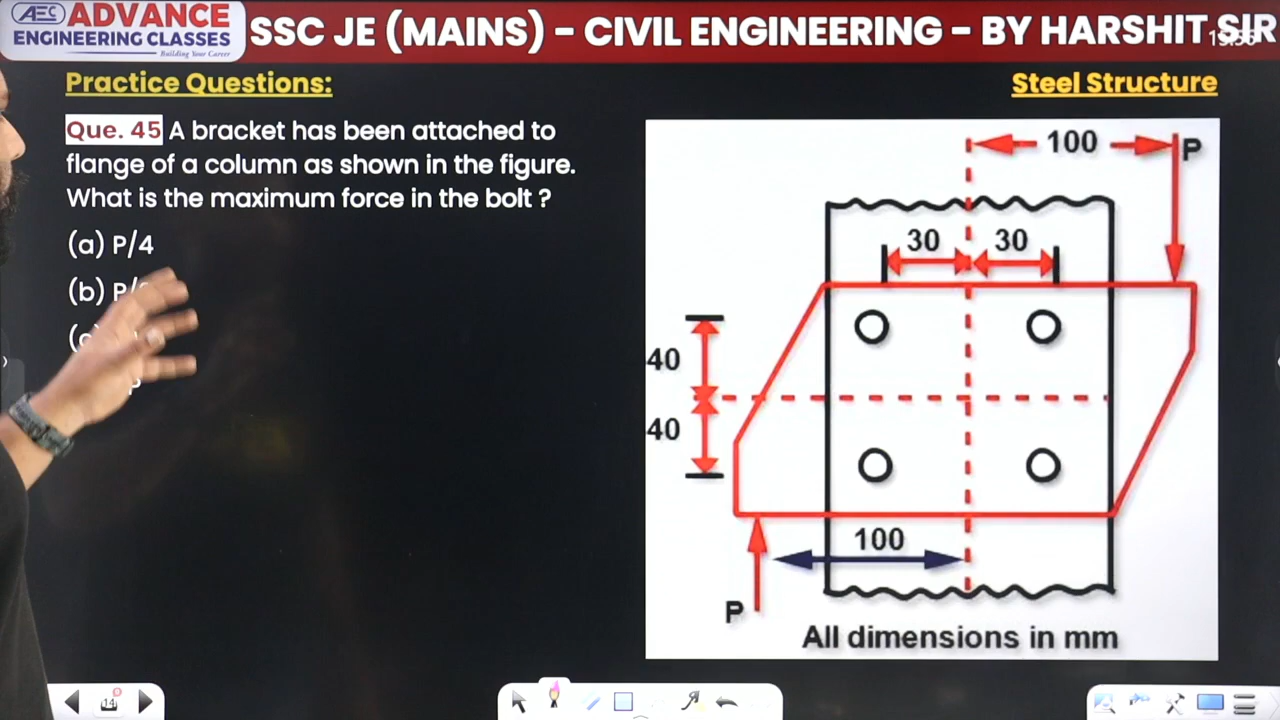 AEC ADVANCE
ENGINEERING CLASSES
Building Your Career
SSC JE (MAINS) - CIVIL ENGINEERING - BY HARSHIT SIR
Practice Questions:
Steel Structure
Que. 45 A bracket has been attached to
flange of a column as shown in the figure.
What is the maximum force in the bolt ?
(a) P/4
(b) P/
100
P
30
30
40
40
100
P
All dimensions in mm
14